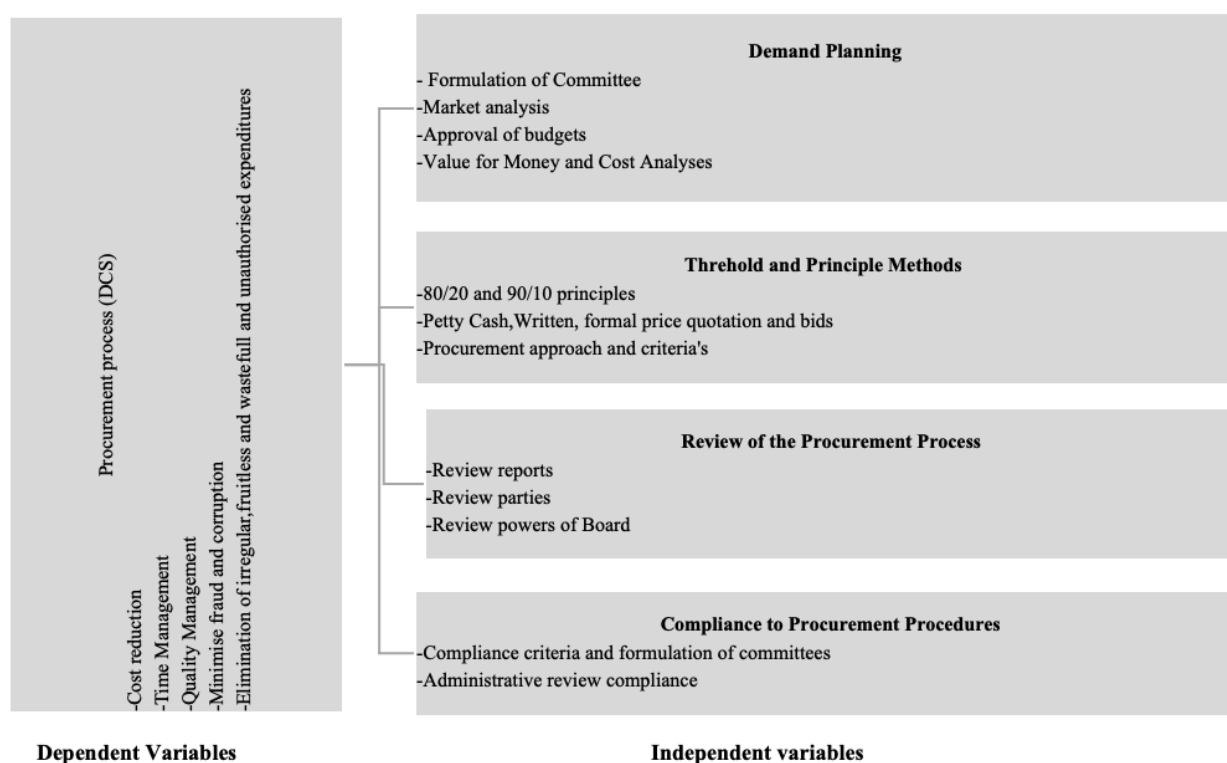 Procurement process (DCS)
-Cost reduction
-Time Management
-Quality Management
-Minimise fraud and corruption
-Elimination of irregular,fruitless and wastefull and unauthorised expenditures
Demand Planning
- Formulation of Committee
-Market analysis
-Approval of budgets
-Value for Money and Cost Analyses
Threhold and Principle Methods
-80/20 and 90/10 principles
-Petty Cash,Written, formal price quotation and bids
-Procurement approach and criteria's
Review of the Procurement Process
-Review reports
-Review parties
-Review powers of Board
Compliance to Procurement Procedures
-Compliance criteria and formulation of committees
-Administrative review compliance
Dependent Variables
Independent variables